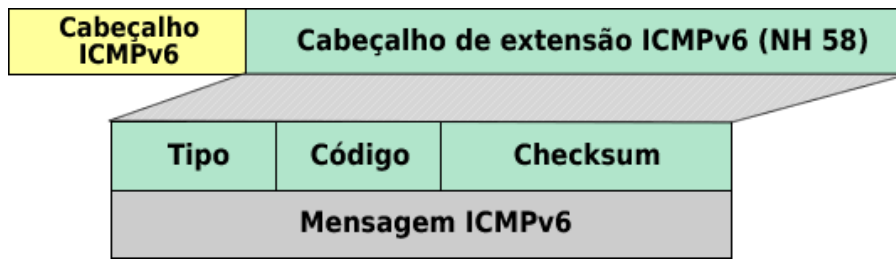 Cabeçalho
ICMPv6
Cabeçalho de extensão ICMPv6 (NH 58)
Tipo
Código
Checksum
Mensagem ICMPv6